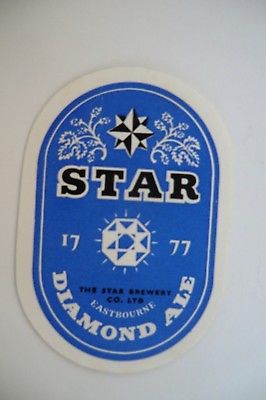 STAR
17 77
THE STAR BREWERY
CO. LTD
EASTBOURNE
DIAMOND ALE